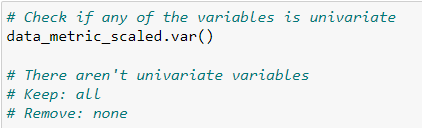 # Check if any of the variables is univariate
data_metric_scaled.var()
# There aren't univariate variables
# Keep: all
# Remove: none